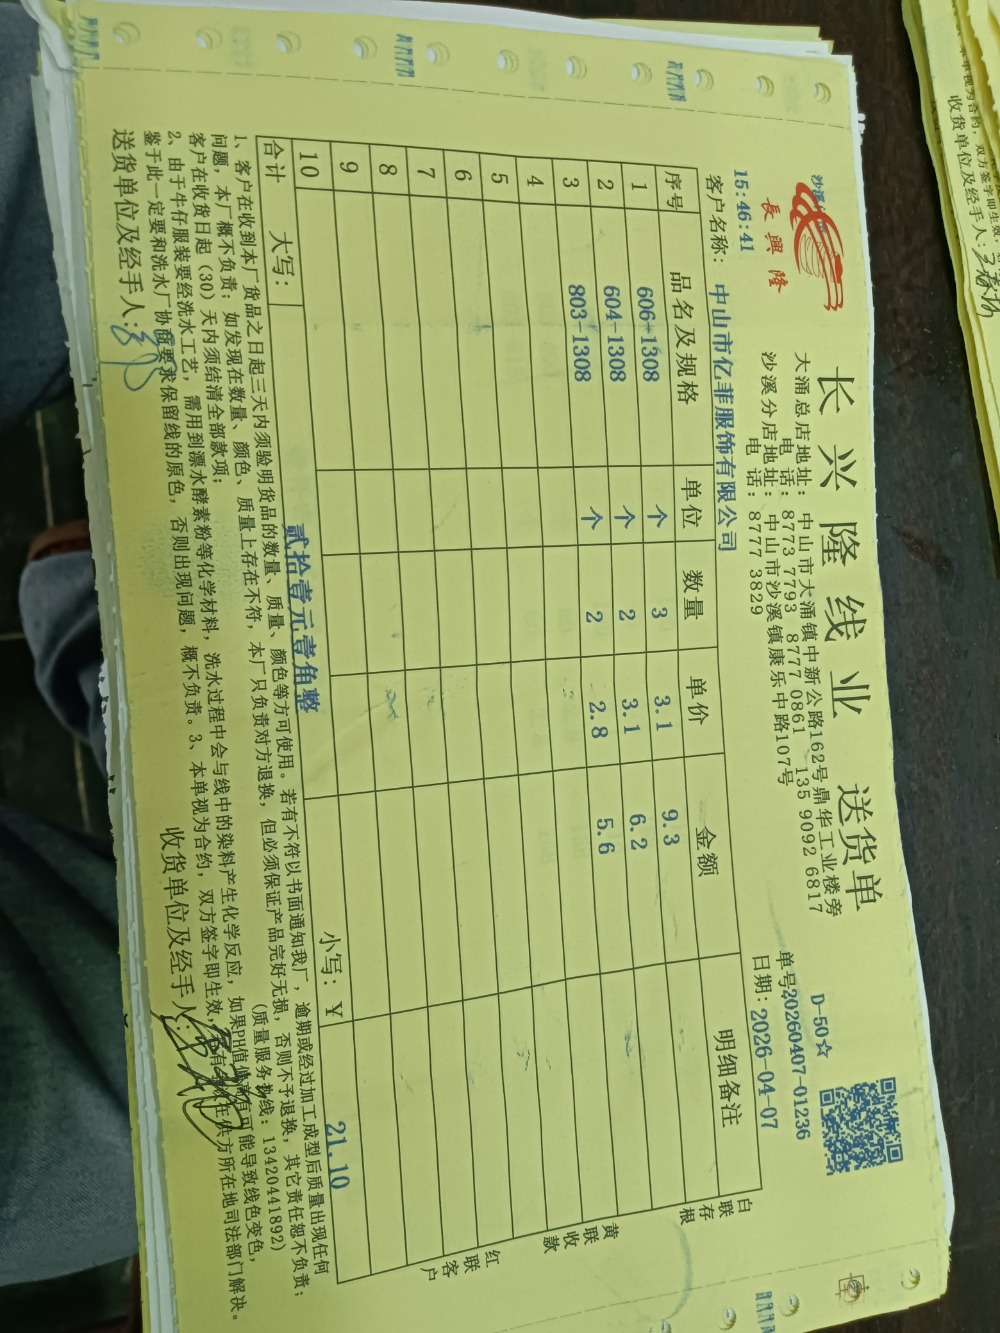 长兴隆线业 送货单
長興隆
大涌总店地址：中山市大涌镇中新公路162号鼎华工业楼旁
电 话：8773 7793 8777 0861 135 9092 6817
沙溪分店地址：中山市沙溪镇康乐中路107号
电 话：8777 3829
D-50☆
单号20260407-01236
日期：2026-04-07
15:46:41
客户名称：中山市亿菲服饰有限公司
序号 品名及规格 单位 数量 单价 金额 明细备注
1 606-1308 个 3 3.1 9.3
2 604-1308 个 2 3.1 6.2
3 803-1308 个 2 2.8 5.6
4
5
6
7
8
9
10
合计 大写：贰拾壹元壹角整 小写：￥21.10
白联存根
黄联收款
红联客户
1、客户在收到本厂货品之日起三天内须验明货品的数量、质量、颜色等方可使用。若有不符以书面通知我厂，逾期或经过加工成型后质量出现任何
问题，本厂概不负责；如发现在数量、颜色、质量上存在不符，本厂只负责对方退换，但必须保证产品完好无损，否则不予退换，其它责任恕不负责；
客户在收货日起（30）天内须结清全部款项；（质量服务热线：13420441892）
2、由于牛仔服装要经洗水工艺，需用到漂水酵素粉等化学材料，洗水过程中会与线中的染料产生化学反应，如果PH值偏高有可能导致线色变色，
鉴于此一定要和洗水厂协商要求保留线的原色，否则出现问题，概不负责。3、本单视为合约，双方签字即生效，在供方所在地司法部门解决。
送货单位及经手人：
收货单位及经手人：
收货单位及经手人：